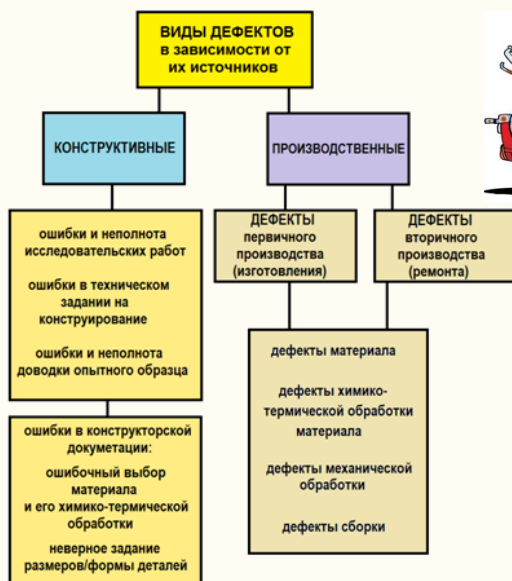 ВИДЫ ДЕФЕКТОВ
в зависимости от
их источников
КОНСТРУКТИВНЫЕ
ПРОИЗВОДСТВЕННЫЕ
ошибки и неполнота
исследовательских работ
ошибки в техническом
задании на
конструирование
ошибки и неполнота
доводки опытного образца
ошибки в конструкторской
докуметации:
ошибочный выбор
материала
и его химико-термической
обработки
неверное задание
размеров/формы деталей
ДЕФЕКТЫ
первичного
производства
(изготовления)
ДЕФЕКТЫ
вторичного
производства
(ремонта)
дефекты материала
дефекты химико-
термической обработки
материала
дефекты механической
обработки
дефекты сборки